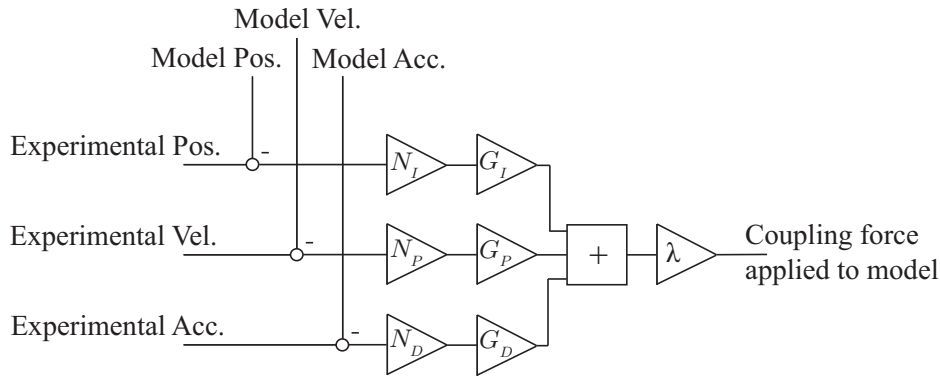 Model Vel.
Model Pos.
Model Acc.
Experimental Pos.
-
N_I
G_I
Experimental Vel.
-
N_P
G_P
+
λ
Coupling force
applied to model
Experimental Acc.
-
N_D
G_D